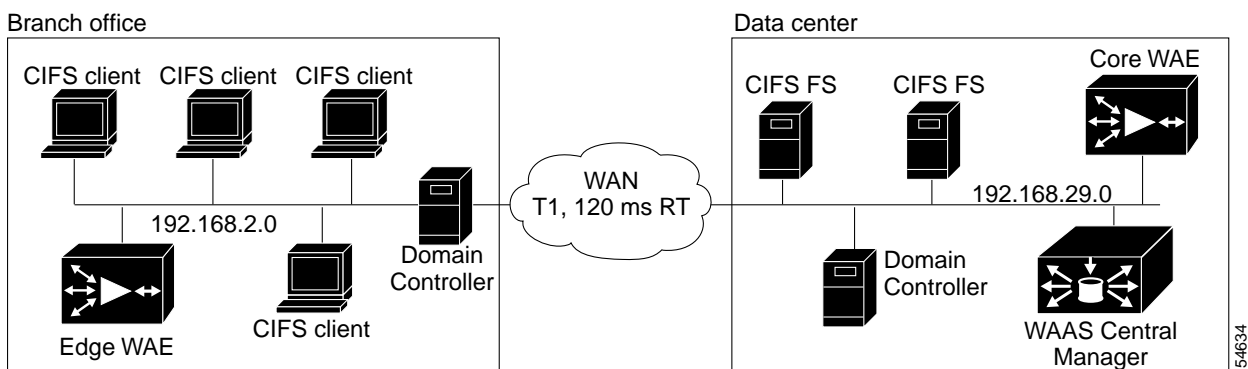 Branch office
CIFS client
CIFS client
CIFS client
192.168.2.0
Edge WAE
CIFS client
Domain
Controller
WAN
T1, 120 ms RT
Data center
CIFS FS
CIFS FS
Core WAE
192.168.29.0
Domain
Controller
WAAS Central
Manager
54634